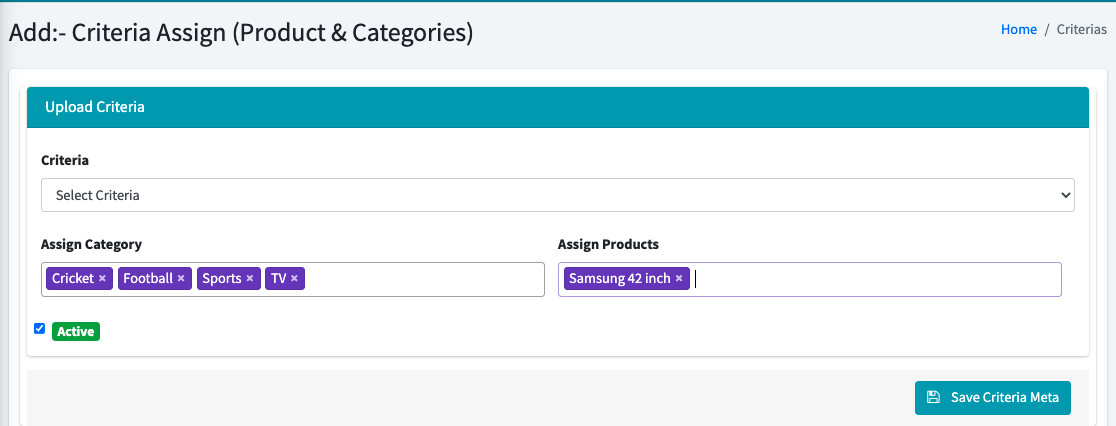 Add:- Criteria Assign (Product & Categories)
Home / Criterias
Upload Criteria
Criteria
Select Criteria
Assign Category
Assign Products
Cricket × Football × Sports × TV ×
Samsung 42 inch ×
Active
Save Criteria Meta